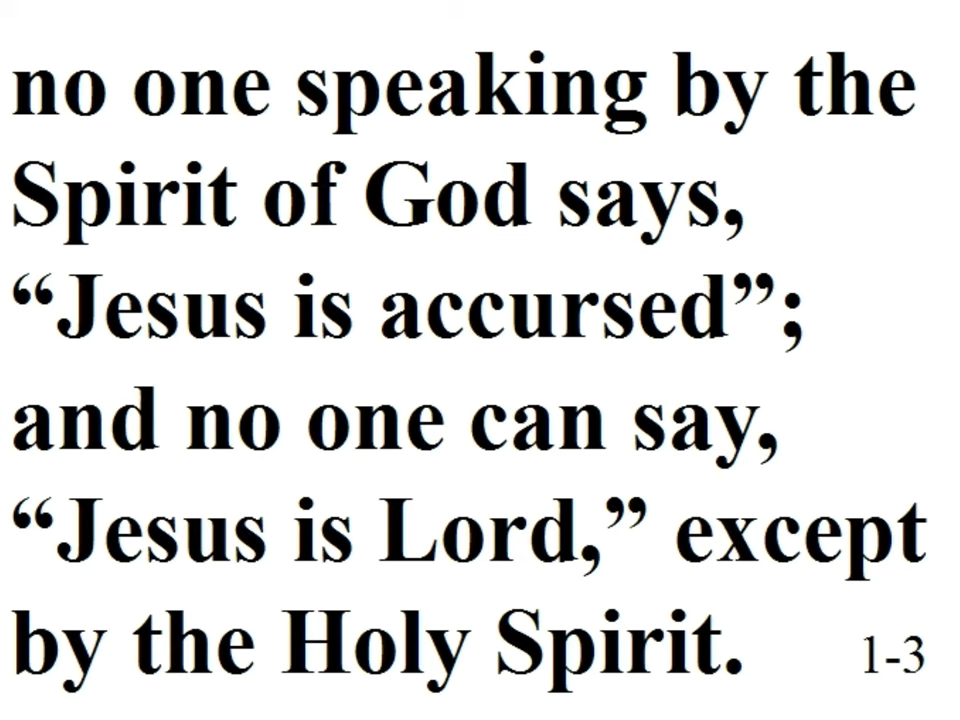 no one speaking by the
Spirit of God says,
“Jesus is accursed”;
and no one can say,
“Jesus is Lord,” except
by the Holy Spirit. 1-3